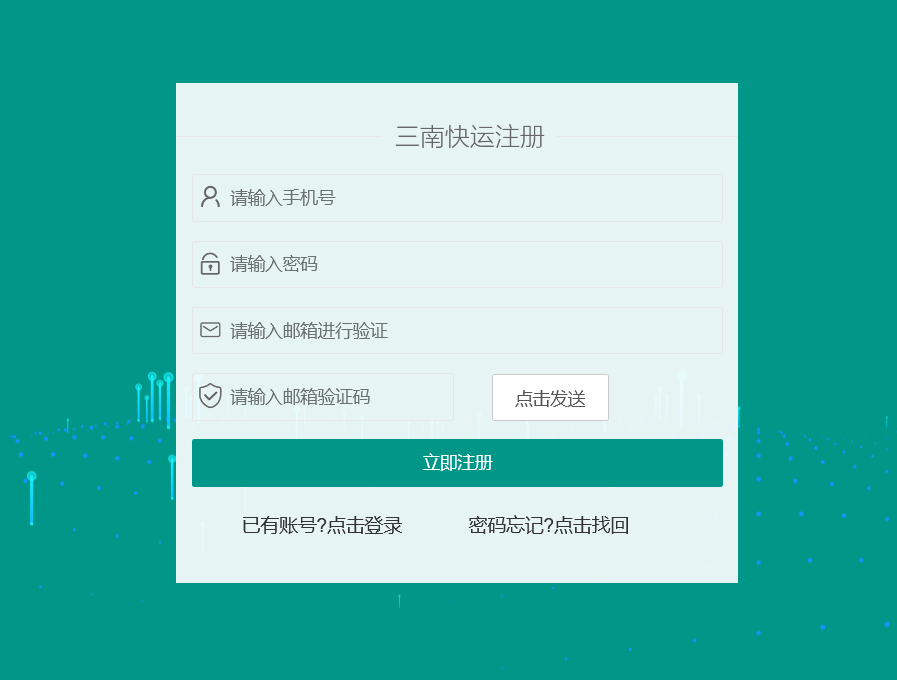 三南快运注册
请输入手机号
请输入密码
请输入邮箱进行验证
请输入邮箱验证码 点击发送
立即注册
已有账号?点击登录 密码忘记?点击找回